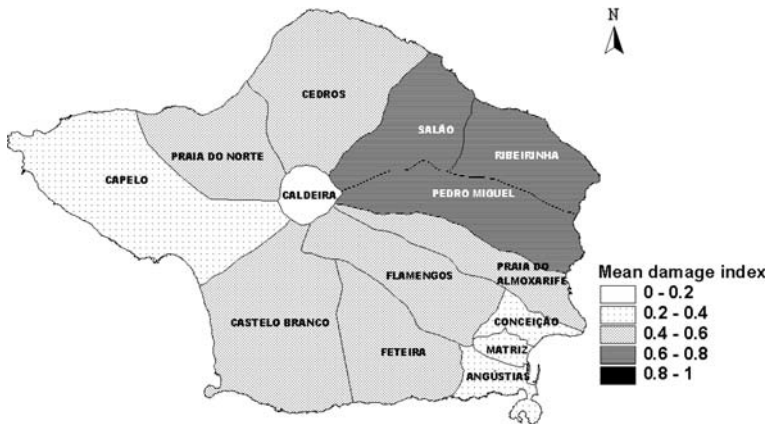 N
CEDROS
SALÃO
RIBEIRINHA
PRAIA DO NORTE
CAPELO
CALDEIRA
PEDRO MIGUEL
FLAMENGOS
PRAIA DO
ALMOXARIFE
CASTELO BRANCO
CONCEIÇÃO
FETEIRA
MATRIZ
ANGÚSTIAS
Mean damage index
0 - 0.2
0.2 - 0.4
0.4 - 0.6
0.6 - 0.8
0.8 - 1